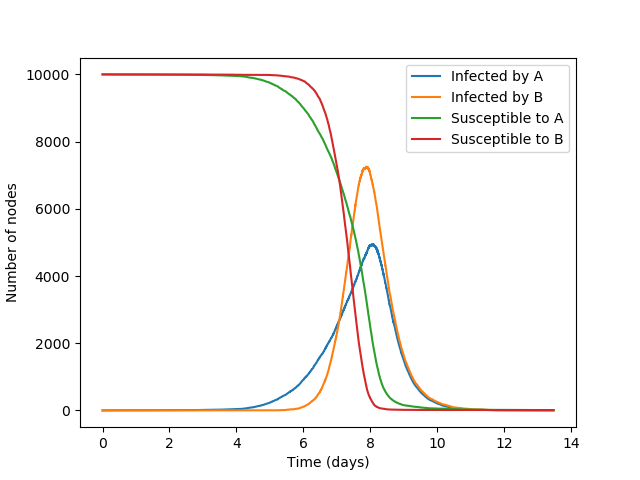 Infected by A
Infected by B
Susceptible to A
Susceptible to B
Number of nodes
10000
8000
6000
4000
2000
0
0 2 4 6 8 10 12 14
Time (days)